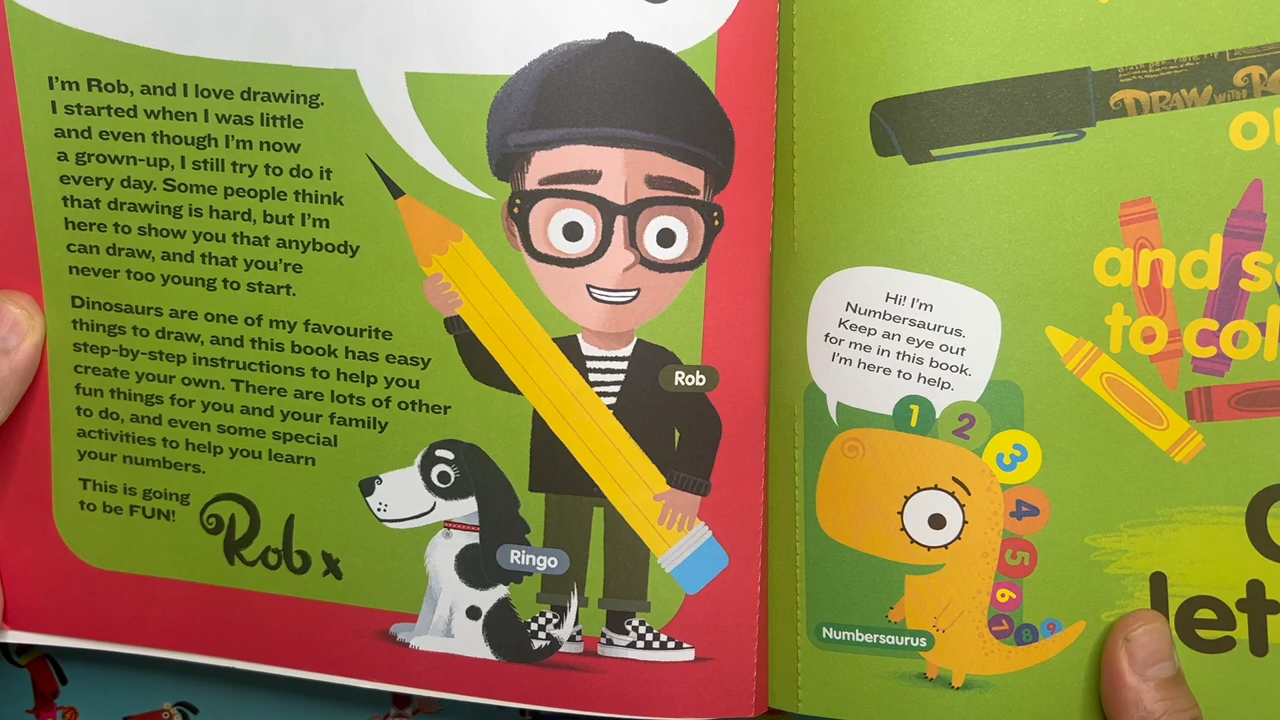 I'm Rob, and I love drawing.
I started when I was little
and even though I'm now
a grown-up, I still try to do it
every day. Some people think
that drawing is hard, but I'm
here to show you that anybody
can draw, and that you're
never too young to start.
Dinosaurs are one of my favourite
things to draw, and this book has easy
step-by-step instructions to help you
create your own. There are lots of other
fun things for you and your family
to do, and even some special
activities to help you learn
your numbers.
This is going
to be FUN!
Rob x
Rob
Ringo
DRAW WITH
and
to
Hi! I'm
Numbersaurus.
Keep an eye out
for me in this book.
I'm here to help.
1
2
3
4
5
6
7
8
9
Numbersaurus